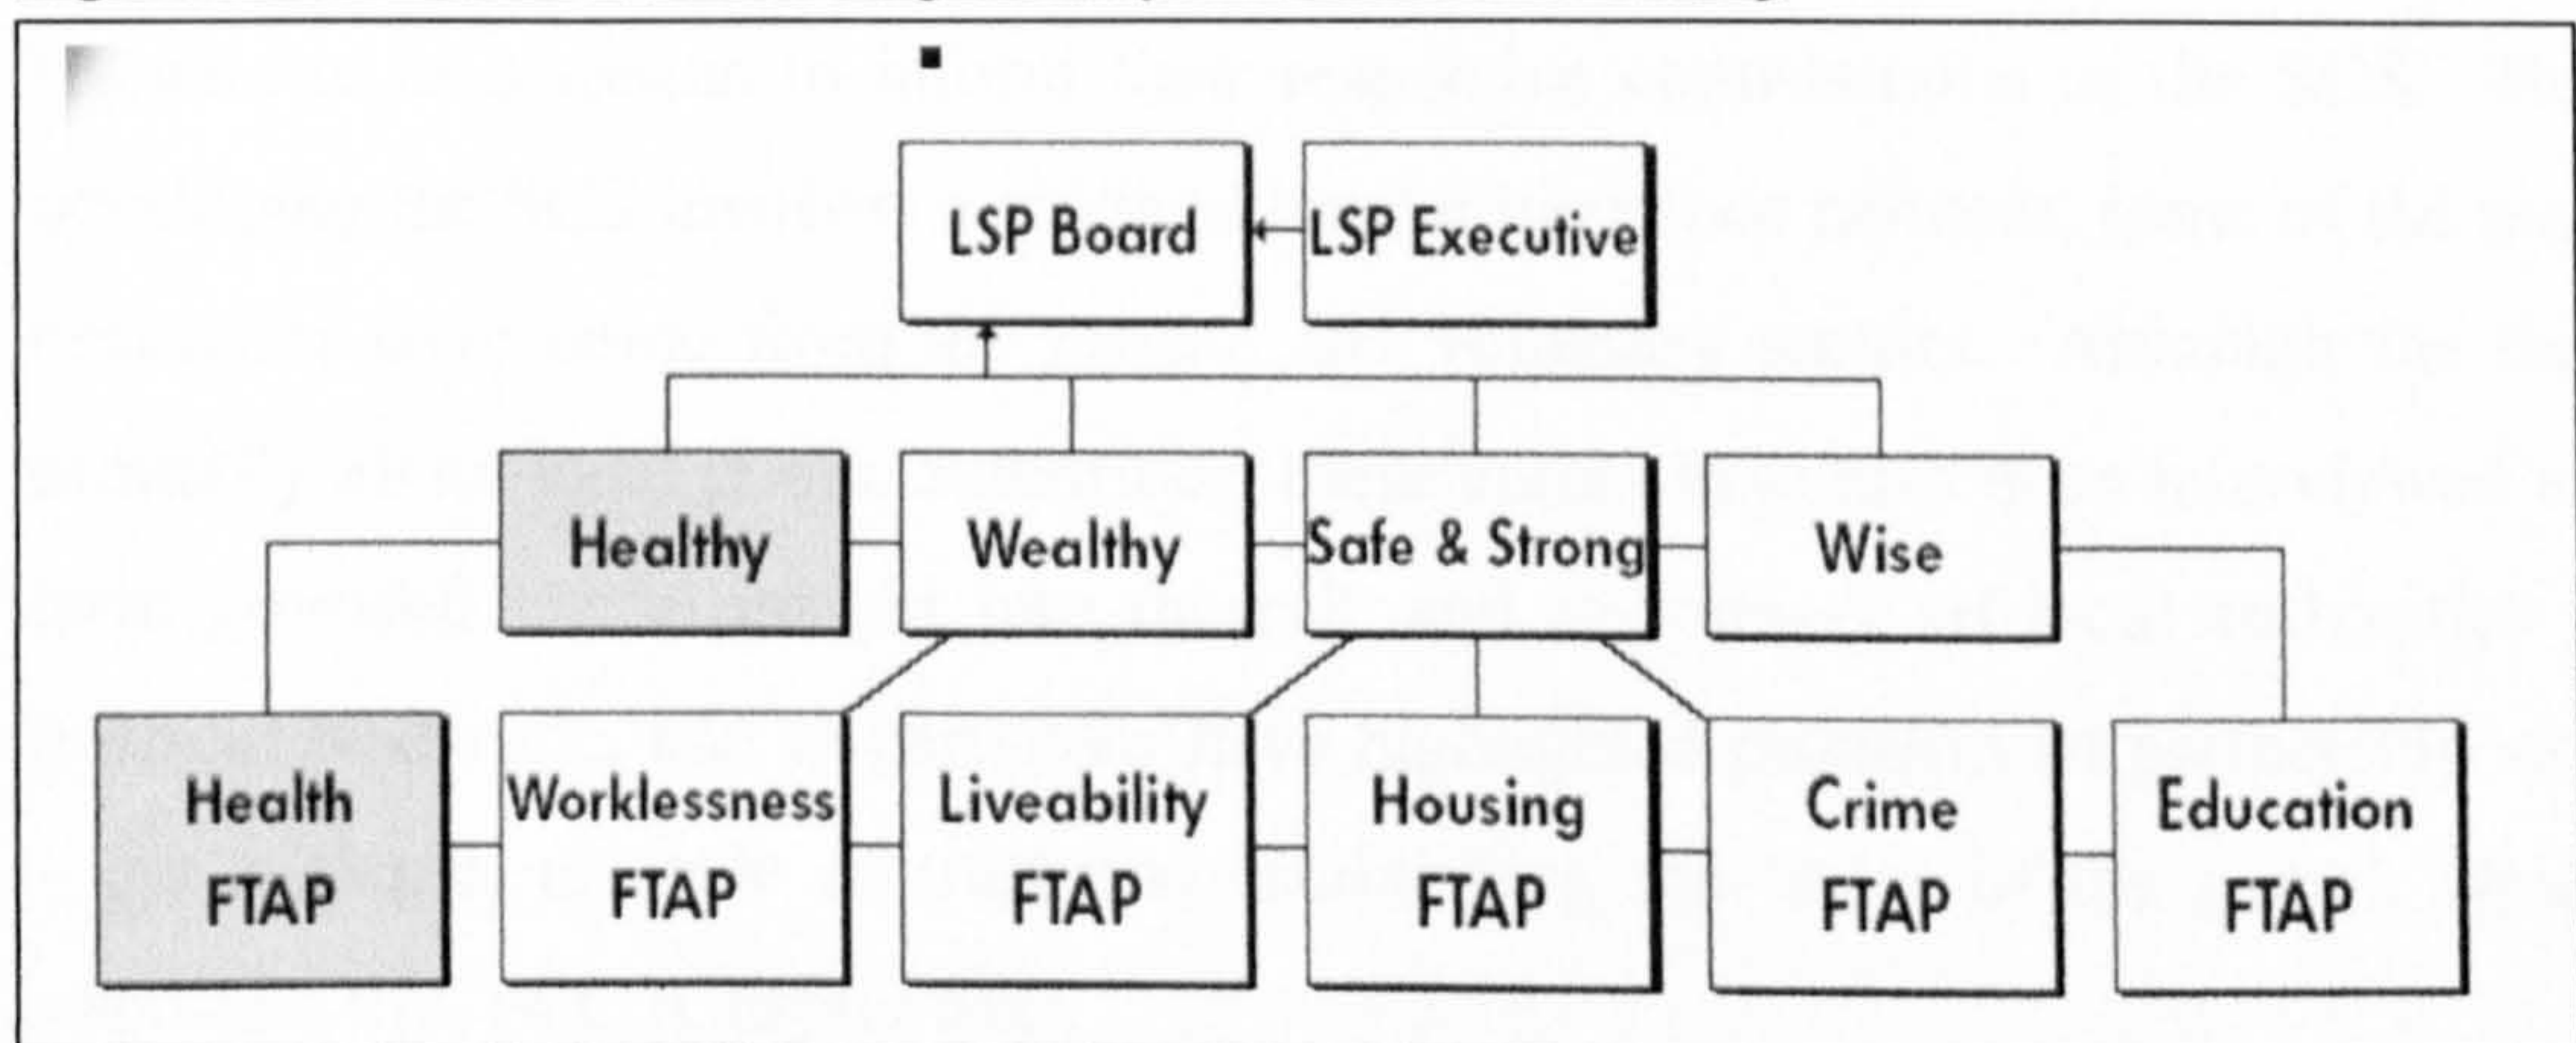 LSP Board
LSP Executive
Healthy
Wealthy
Safe & Strong
Wise
Health
FTAP
Worklessness
FTAP
Liveability
FTAP
Housing
FTAP
Crime
FTAP
Education
FTAP